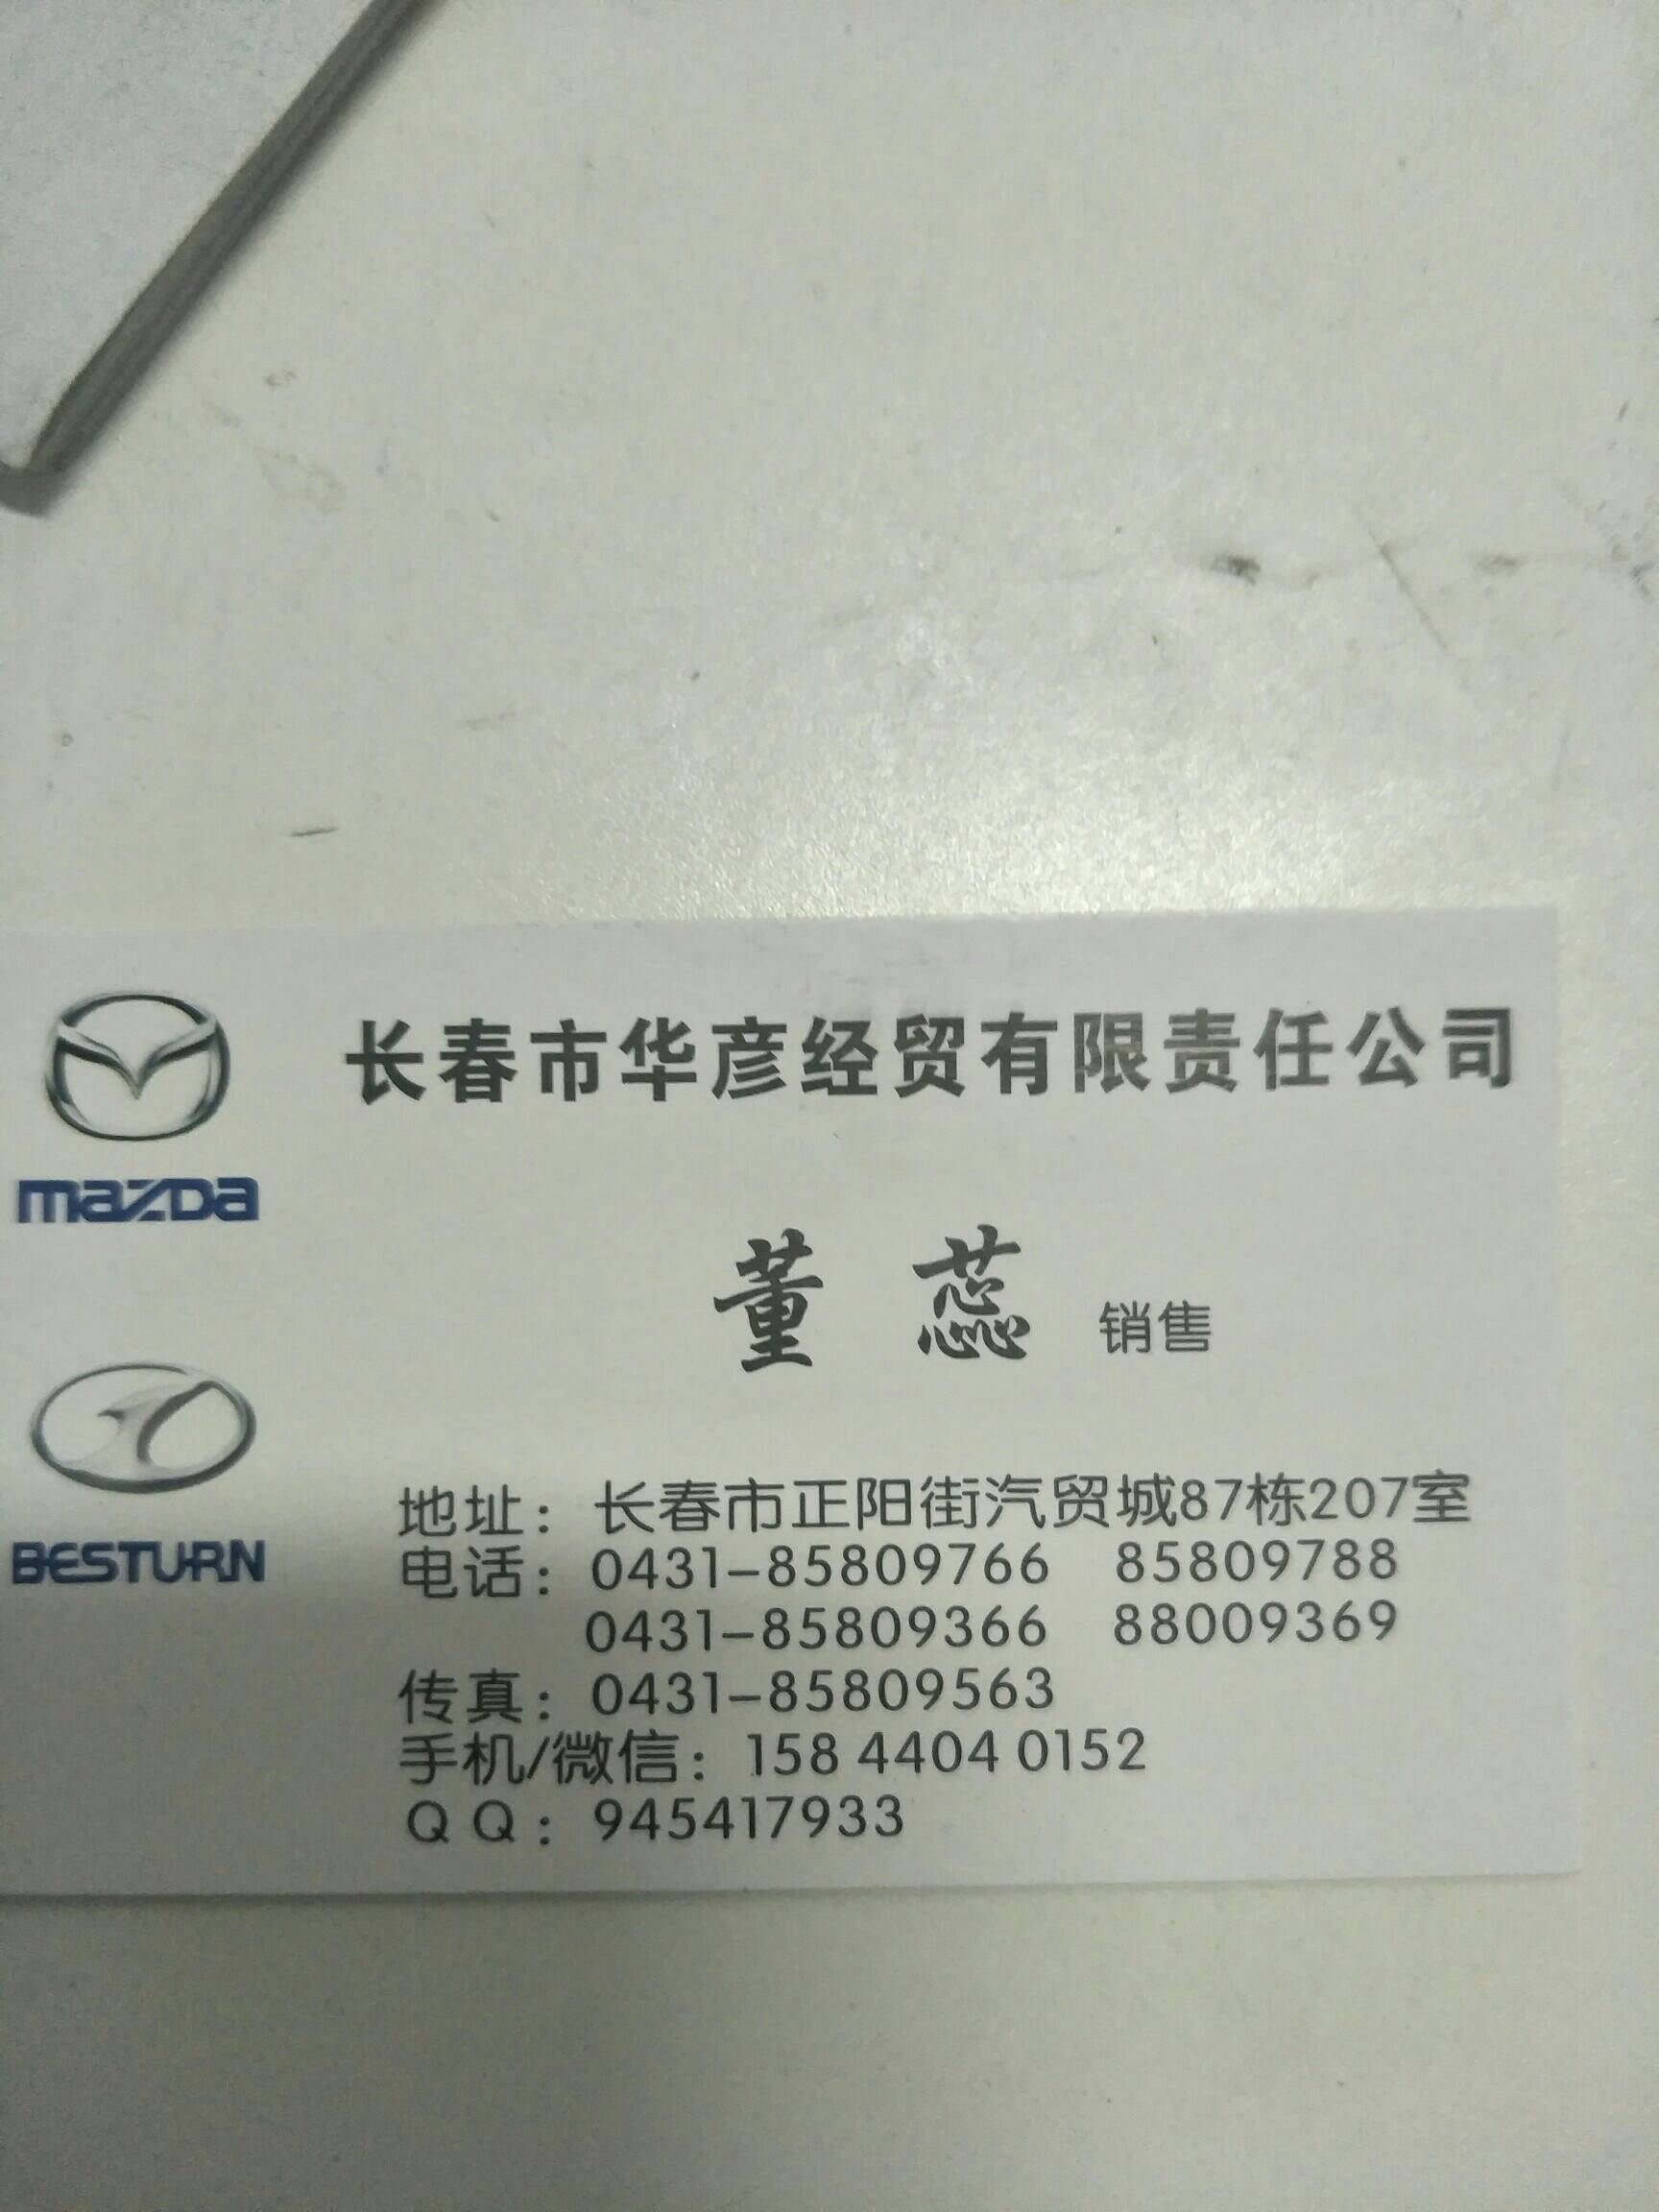 长春市华彦经贸有限责任公司
mazda
董 蕊 销售
BESTURN
地址：长春市正阳街汽贸城87栋207室
电话：0431-85809766 85809788
0431-85809366 88009369
传真：0431-85809563
手机/微信：158 4404 0152
Q Q：945417933